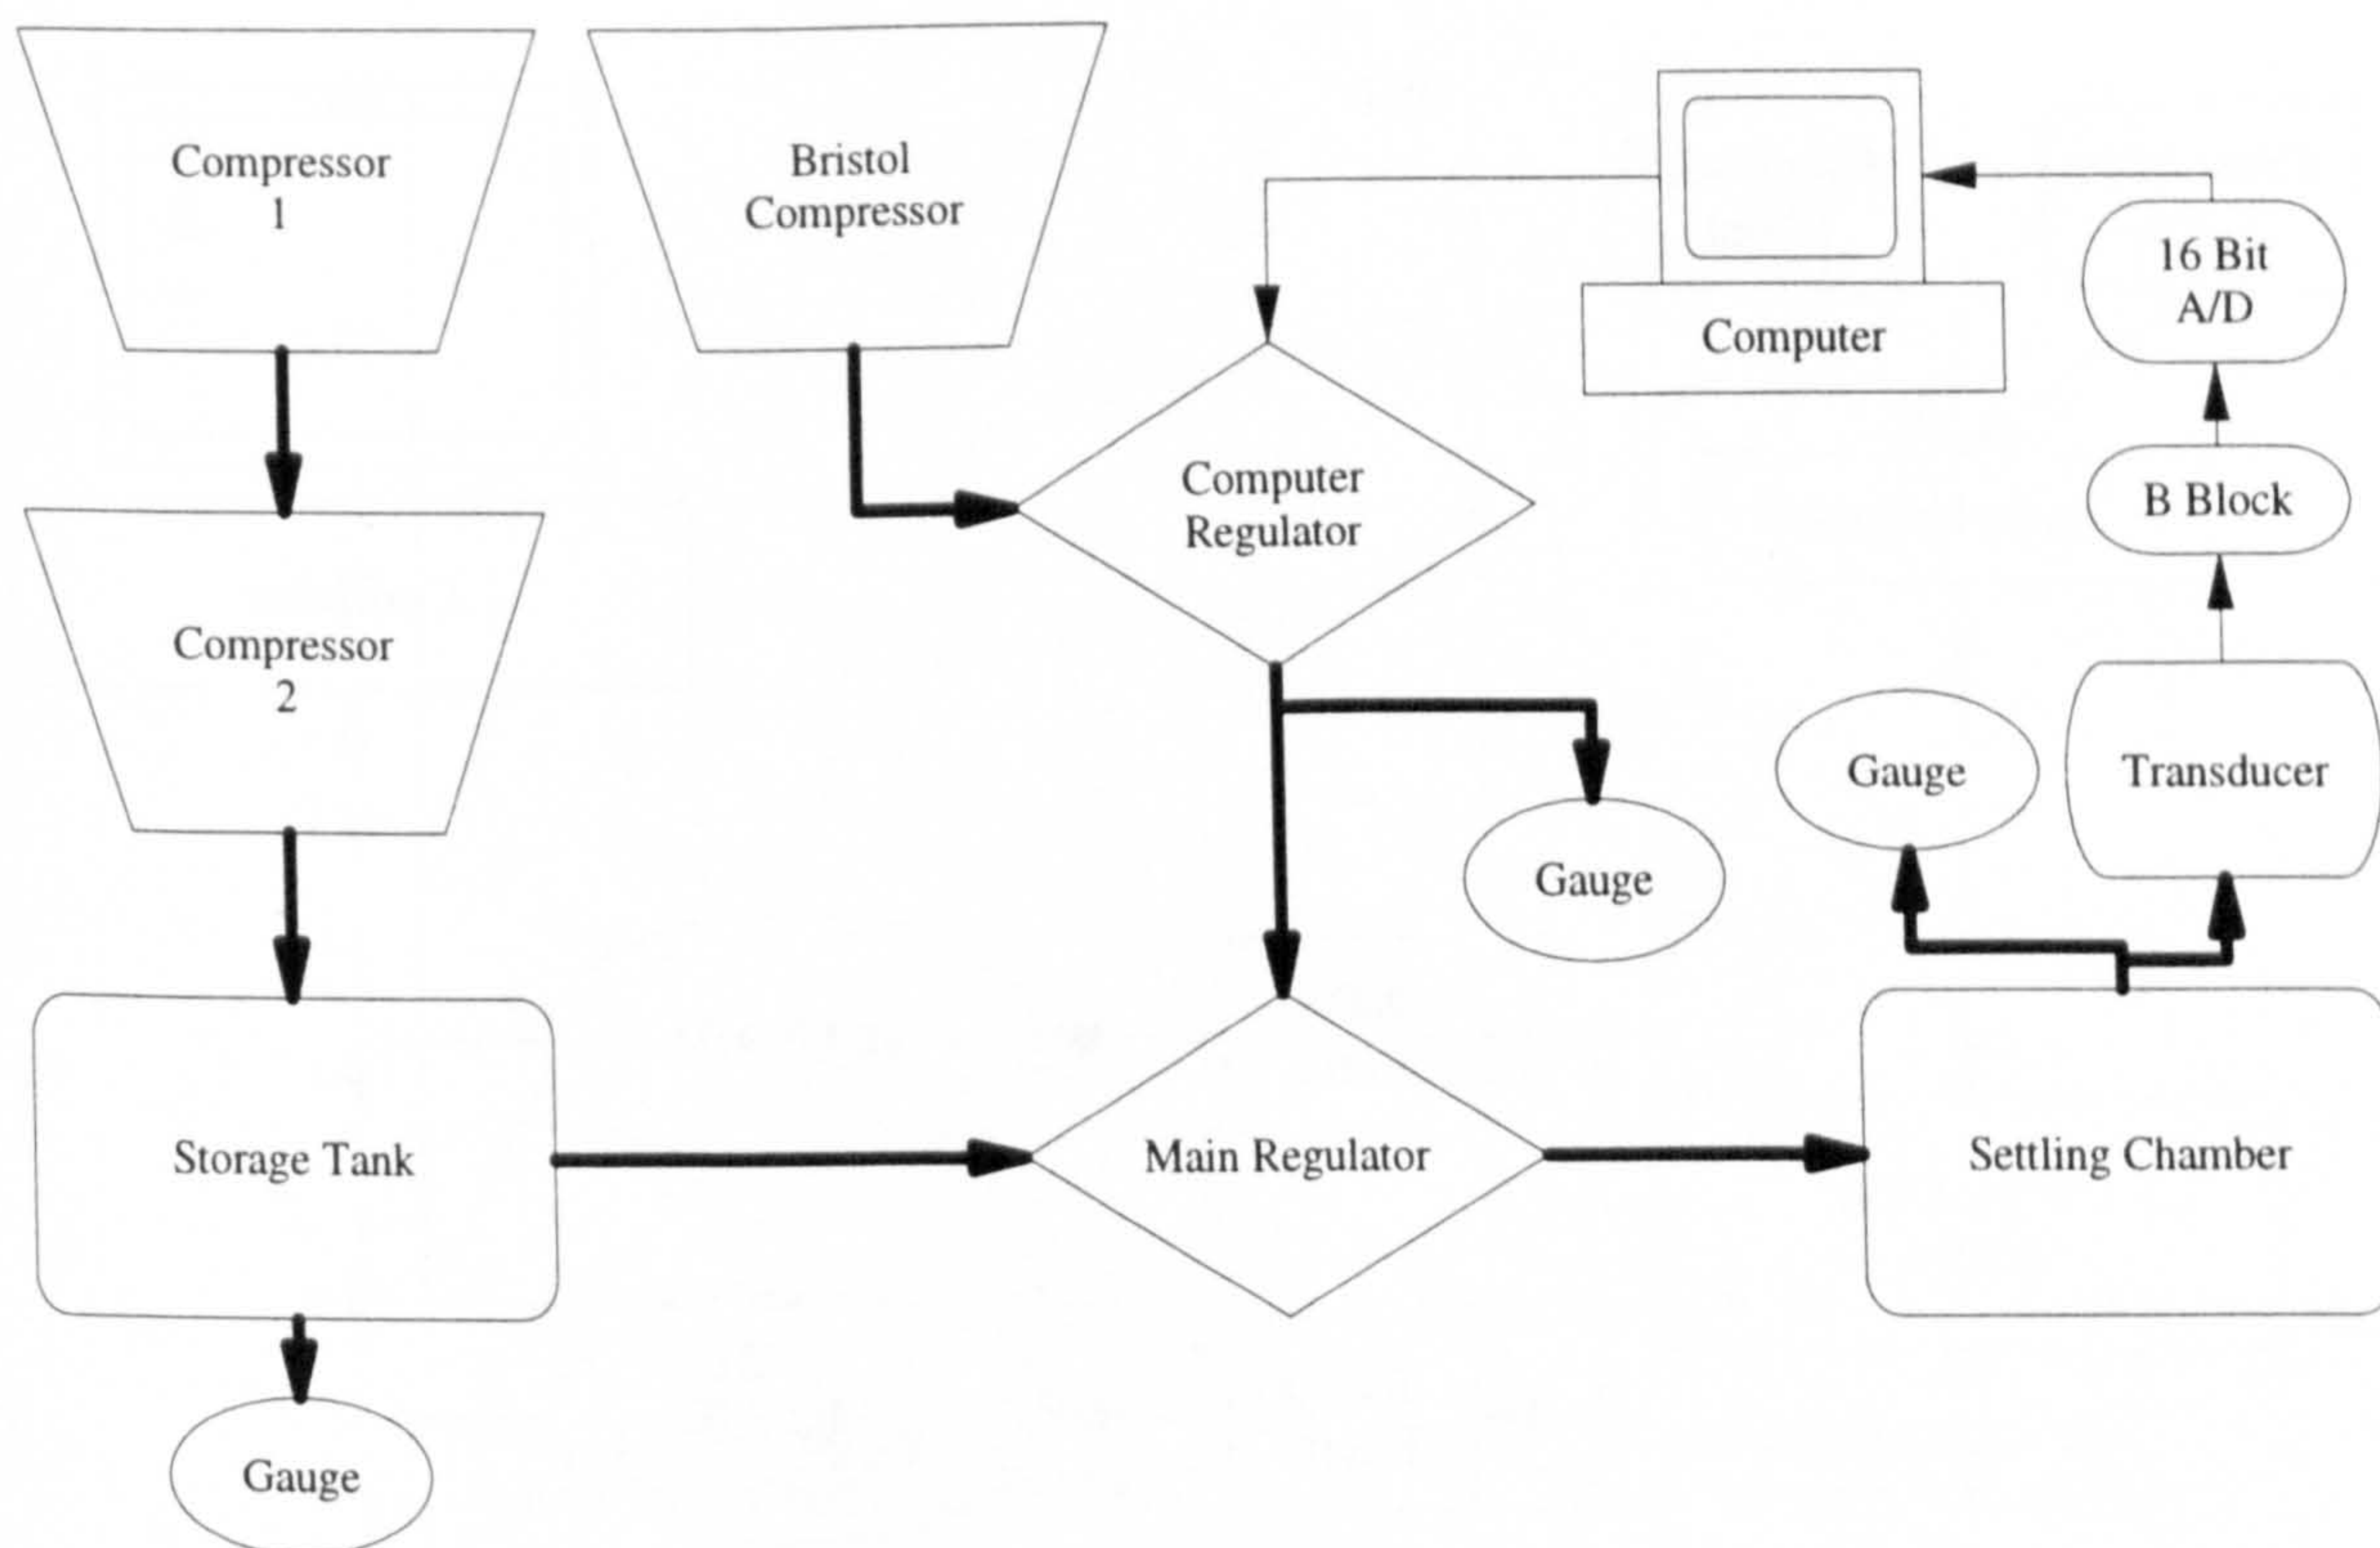 Compressor
1
Bristol
Compressor
Computer
16 Bit
A/D
Computer
Regulator
B Block
Compressor
2
Gauge
Transducer
Gauge
Storage Tank
Main Regulator
Settling Chamber
Gauge